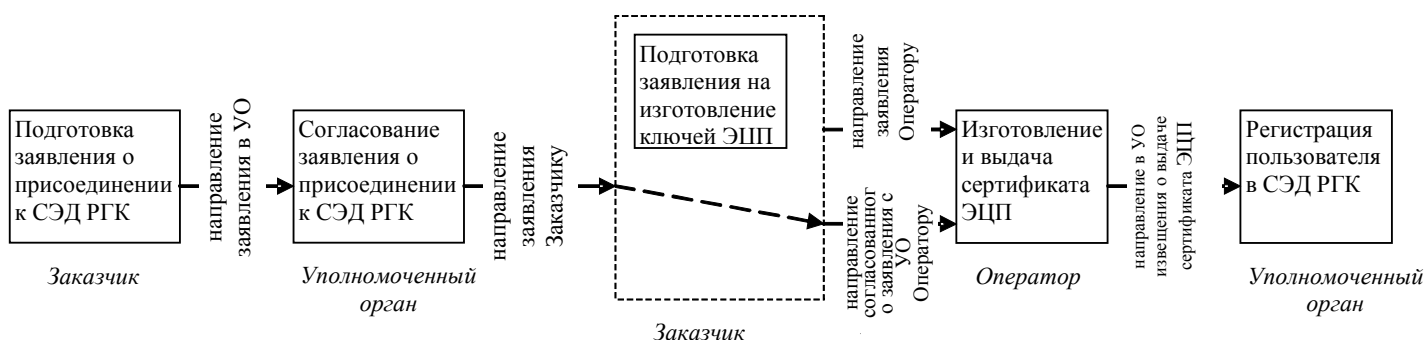 Подготовка
заявления о
присоединении
к СЭД РГК
Заказчик
направление
заявления в УО
Согласование
заявления о
присоединении
к СЭД РГК
Уполномоченный
орган
направление
заявления
Заказчику
Подготовка
заявления на
изготовление
ключей ЭЦП
Заказчик
направление
заявления
Оператору
направление
согласованног
о заявления с
УО
Оператору
Изготовление
и выдача
сертификата
ЭЦП
Оператор
направление в УО
извещения о выдаче
сертификата ЭЦП
Регистрация
пользователя
в СЭД РГК
Уполномоченный
орган